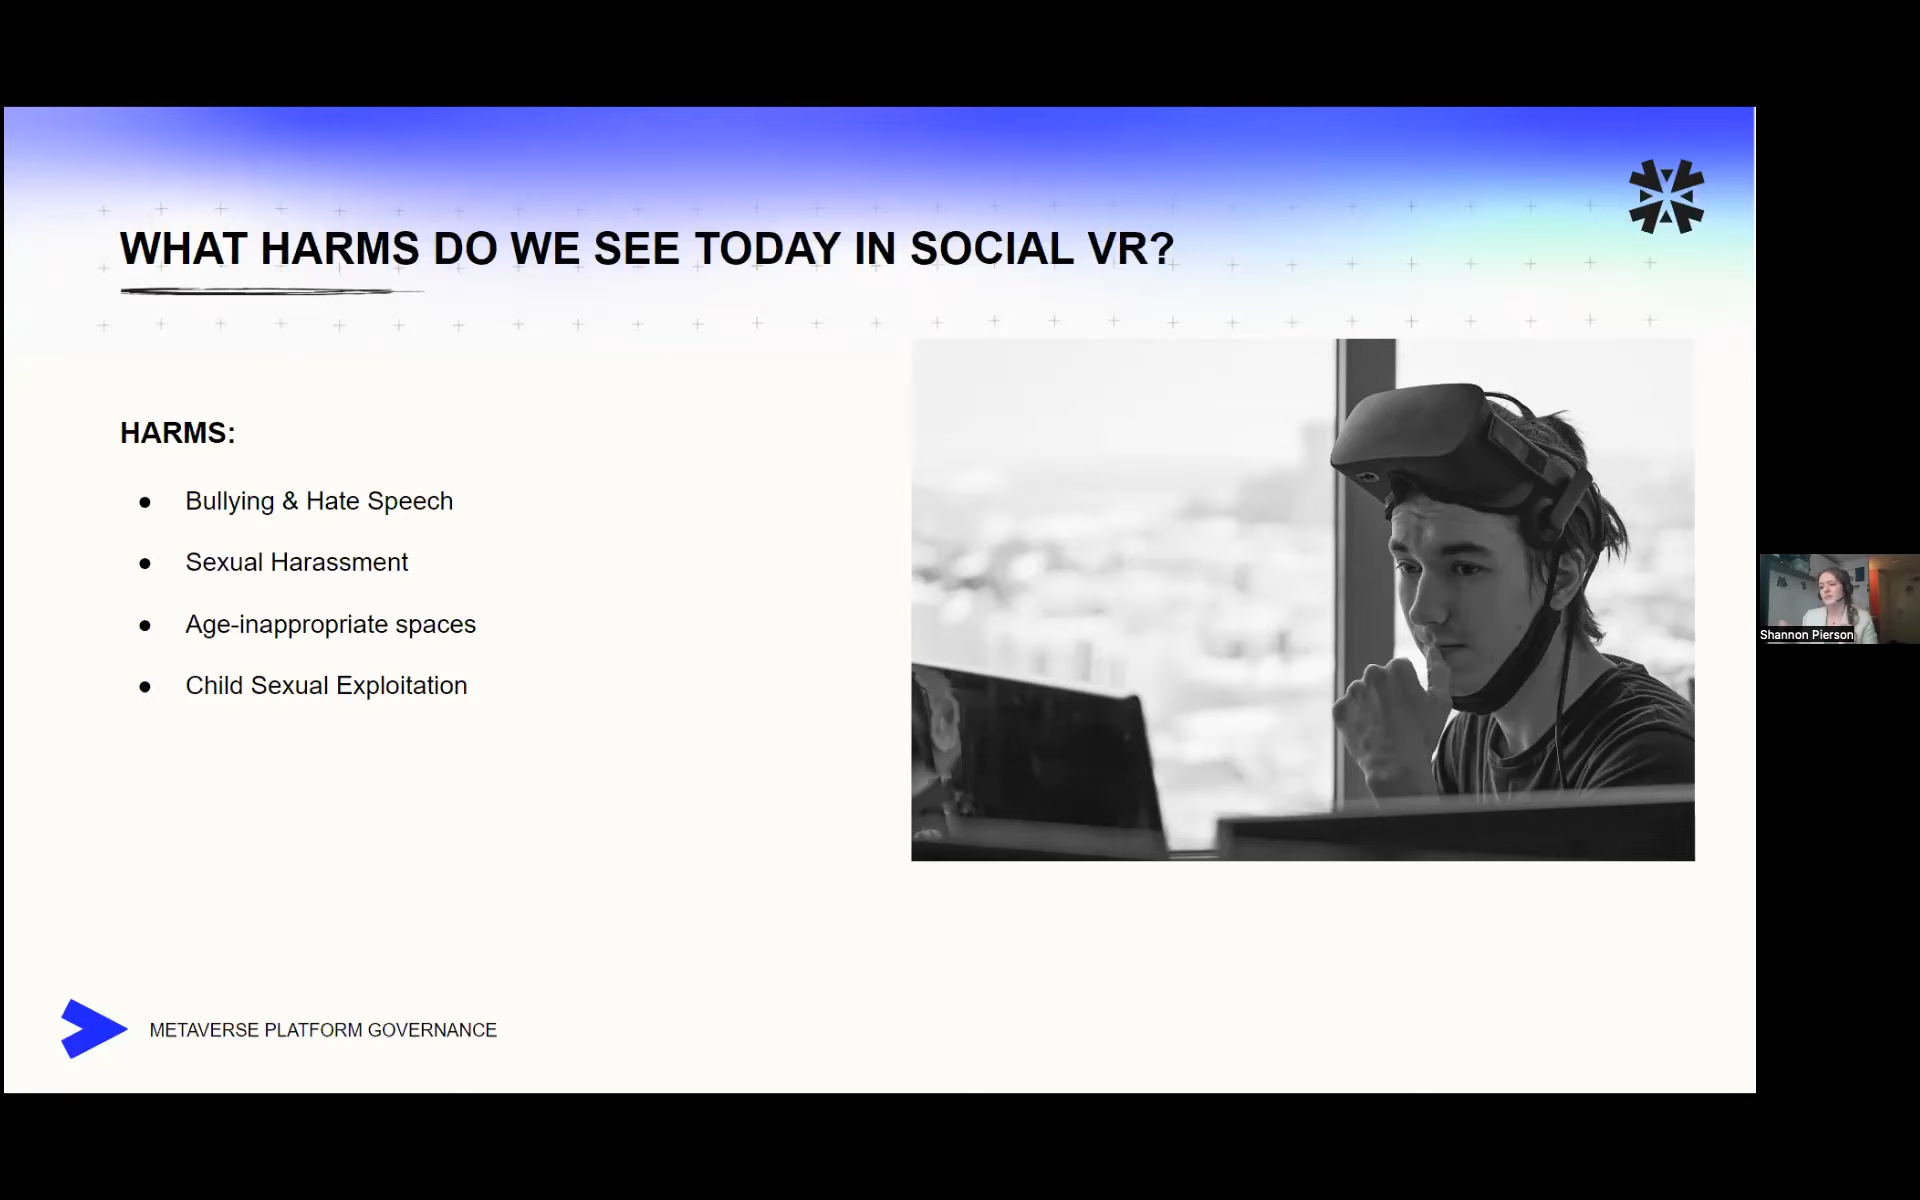 WHAT HARMS DO WE SEE TODAY IN SOCIAL VR?
HARMS:
● Bullying & Hate Speech
● Sexual Harassment
● Age-inappropriate spaces
● Child Sexual Exploitation
Shannon Pierson
METAVERSE PLATFORM GOVERNANCE